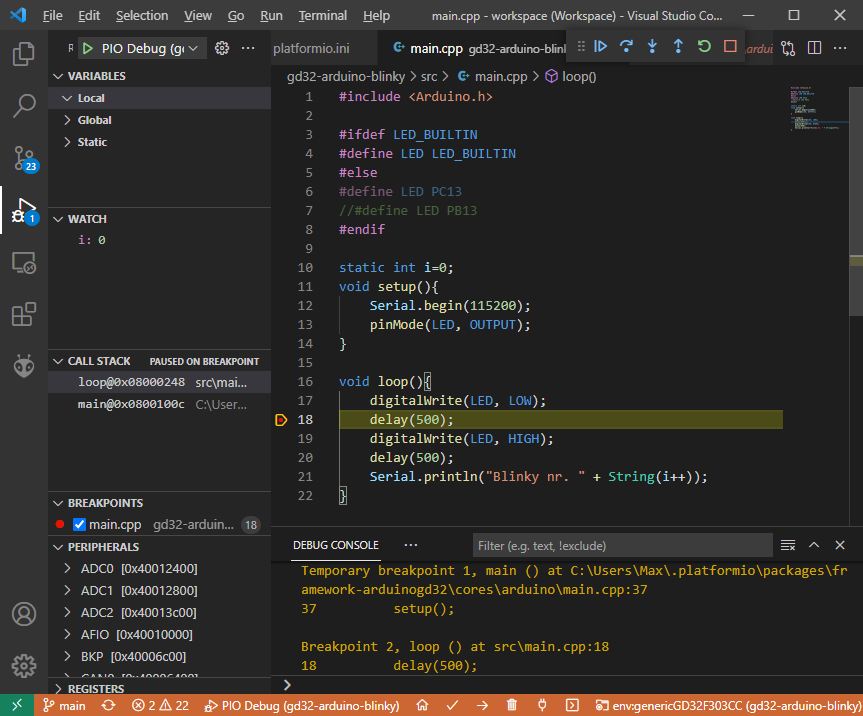 File Edit Selection View Go Run Terminal Help main.cpp - workspace (Workspace) - Visual Studio Co...
R PIO Debug (g
platformio.ini main.cpp gd32-arduino-blink
VARIABLES
Local
Global
Static
WATCH
i: 0
CALL STACK PAUSED ON BREAKPOINT
loop@0x08000248 src\mai...
main@0x0800100c C:\User...
BREAKPOINTS
main.cpp gd32-arduin... 18
PERIPHERALS
ADC0 [0x40012400]
ADC1 [0x40012800]
ADC2 [0x40013c00]
AFIO [0x40010000]
BKP [0x40006c00]
CAN0 [0x40006400]
REGISTERS
23
1
gd32-arduino-blinky > src > main.cpp > loop()
1 #include <Arduino.h>
2
3 #ifdef LED_BUILTIN
4 #define LED LED_BUILTIN
5 #else
6 #define LED PC13
7 //#define LED PB13
8 #endif
9
10 static int i=0;
11 void setup(){
12 Serial.begin(115200);
13 pinMode(LED, OUTPUT);
14 }
15
16 void loop(){
17 digitalWrite(LED, LOW);
18 delay(500);
19 digitalWrite(LED, HIGH);
20 delay(500);
21 Serial.println("Blinky nr. " + String(i++));
22 }
DEBUG CONSOLE ... Filter (e.g. text, !exclude)
Temporary breakpoint 1, main () at C:\Users\Max\.platformio\packages\fr
amework-arduinogd32\cores\arduino\main.cpp:37
37 setup();
Breakpoint 2, loop () at src\main.cpp:18
18 delay(500);
main 2 22 PIO Debug (gd32-arduino-blinky) env:genericGD32F303CC (gd32-arduino-blinky)